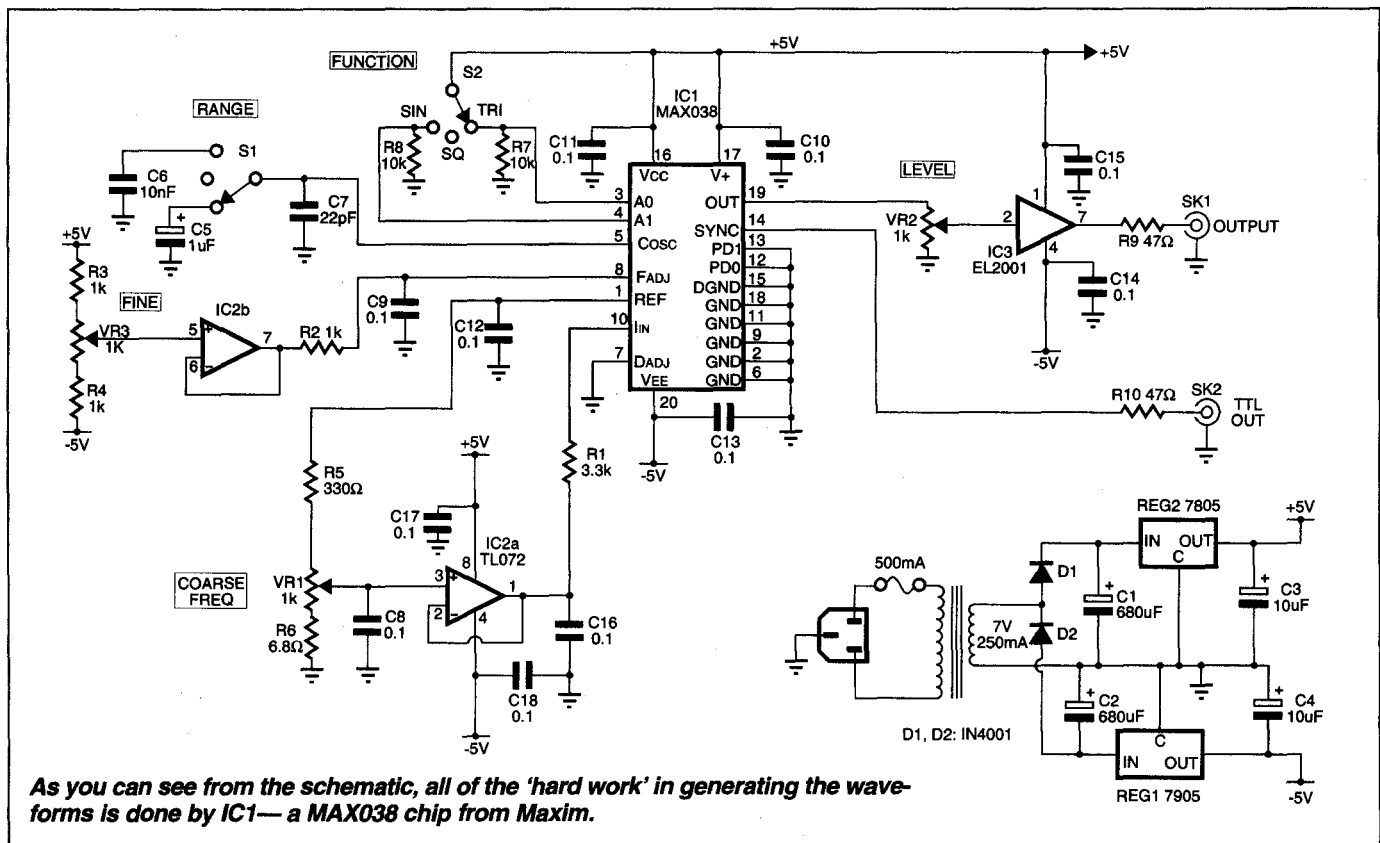 FUNCTION
S2
+5V
+5V
RANGE
SIN
TRI
SQ
R8
10k
R7
10k
IC1
MAX038
C11
0.1
C10
0.1
16
17
VCC
V+
S1
C6
10nF
C5
1uF
+
C7
22pF
3
A0
4
A1
5
COSC
8
FADJ
1
REF
10
IIN
7
DADJ
VEE
20
OUT
19
SYNC
14
PD1
13
PD0
12
DGND
15
GND
18
GND
11
GND
9
GND
2
GND
6
LEVEL
VR2
1k
C15
0.1
1
2
7
4
IC3
EL2001
R9 47Ω
SK1
OUTPUT
C14
0.1
-5V
+5V
R3
1k
FINE
VR3
1K
R4
1k
-5V
IC2b
5
+
6
−
7
R2 1k
C9
0.1
C12
0.1
C13
0.1
-5V
R10 47Ω
SK2
TTL
OUT
R5
330Ω
+5V
R1
3.3k
C17
0.1
IC2a
TL072
8
3
+
2
−
1
4
COARSE
FREQ
VR1
1k
R6
6.8Ω
C8
0.1
C16
0.1
C18
0.1
-5V
500mA
7V
250mA
D1
D2
REG2 7805
IN
OUT
C
+5V
+
C1
680uF
+
C3
10uF
+
C2
680uF
+
C4
10uF
C
IN
OUT
REG1 7905
-5V
D1, D2: IN4001
As you can see from the schematic, all of the 'hard work' in generating the wave-
forms is done by IC1— a MAX038 chip from Maxim.